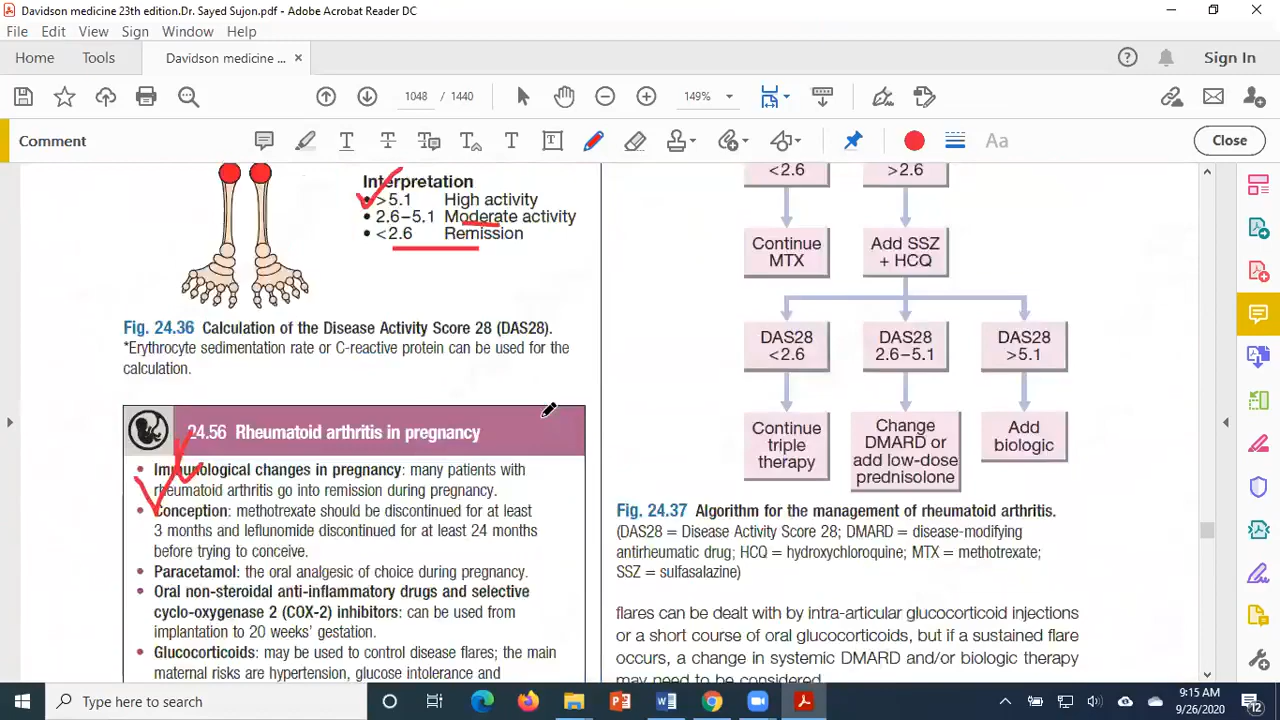 Davidson medicine 23th edition.Dr. Sayed Sujon.pdf - Adobe Acrobat Reader DC
File Edit View Sign Window Help
Home Tools Davidson medicine ... × Sign In
1048 / 1440 149%
Comment Aa Close
Interpretation
• >5.1 High activity
• 2.6–5.1 Moderate activity
• <2.6 Remission
Fig. 24.36 Calculation of the Disease Activity Score 28 (DAS28).
*Erythrocyte sedimentation rate or C-reactive protein can be used for the
calculation.
24.56 Rheumatoid arthritis in pregnancy
• Immunological changes in pregnancy: many patients with
rheumatoid arthritis go into remission during pregnancy.
• Conception: methotrexate should be discontinued for at least
3 months and leflunomide discontinued for at least 24 months
before trying to conceive.
• Paracetamol: the oral analgesic of choice during pregnancy.
• Oral non-steroidal anti-inflammatory drugs and selective
cyclo-oxygenase 2 (COX-2) inhibitors: can be used from
implantation to 20 weeks' gestation.
• Glucocorticoids: may be used to control disease flares; the main
maternal risks are hypertension, glucose intolerance and
<2.6 >2.6
Continue
MTX
Add SSZ
+ HCQ
DAS28
<2.6
DAS28
2.6–5.1
DAS28
>5.1
Continue
triple
therapy
Change
DMARD or
add low-dose
prednisolone
Add
biologic
Fig. 24.37 Algorithm for the management of rheumatoid arthritis.
(DAS28 = Disease Activity Score 28; DMARD = disease-modifying
antirheumatic drug; HCQ = hydroxychloroquine; MTX = methotrexate;
SSZ = sulfasalazine)
flares can be dealt with by intra-articular glucocorticoid injections
or a short course of oral glucocorticoids, but if a sustained flare
occurs, a change in systemic DMARD and/or biologic therapy
may need to be considered.
Type here to search
9:15 AM
9/26/2020
12